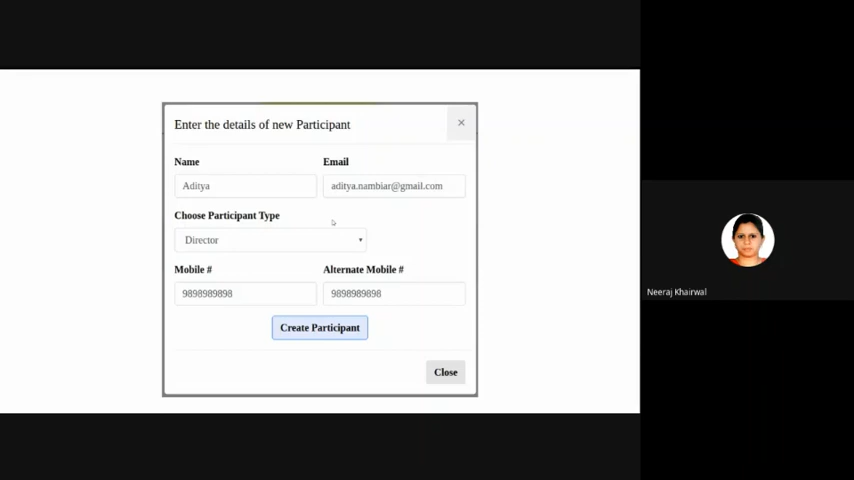 Enter the details of new Participant
×
Name Email
Aditya aditya.nambiar@gmail.com
Choose Participant Type
Director
Mobile # Alternate Mobile #
9898989898 9898989898
Create Participant
Close
Neeraj Khairwal